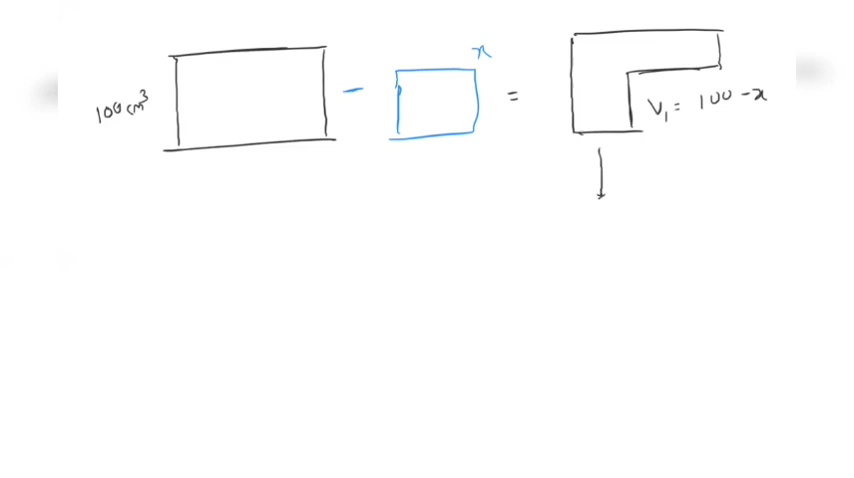 100 cm³
−
x
=
V₁ = 100 - x